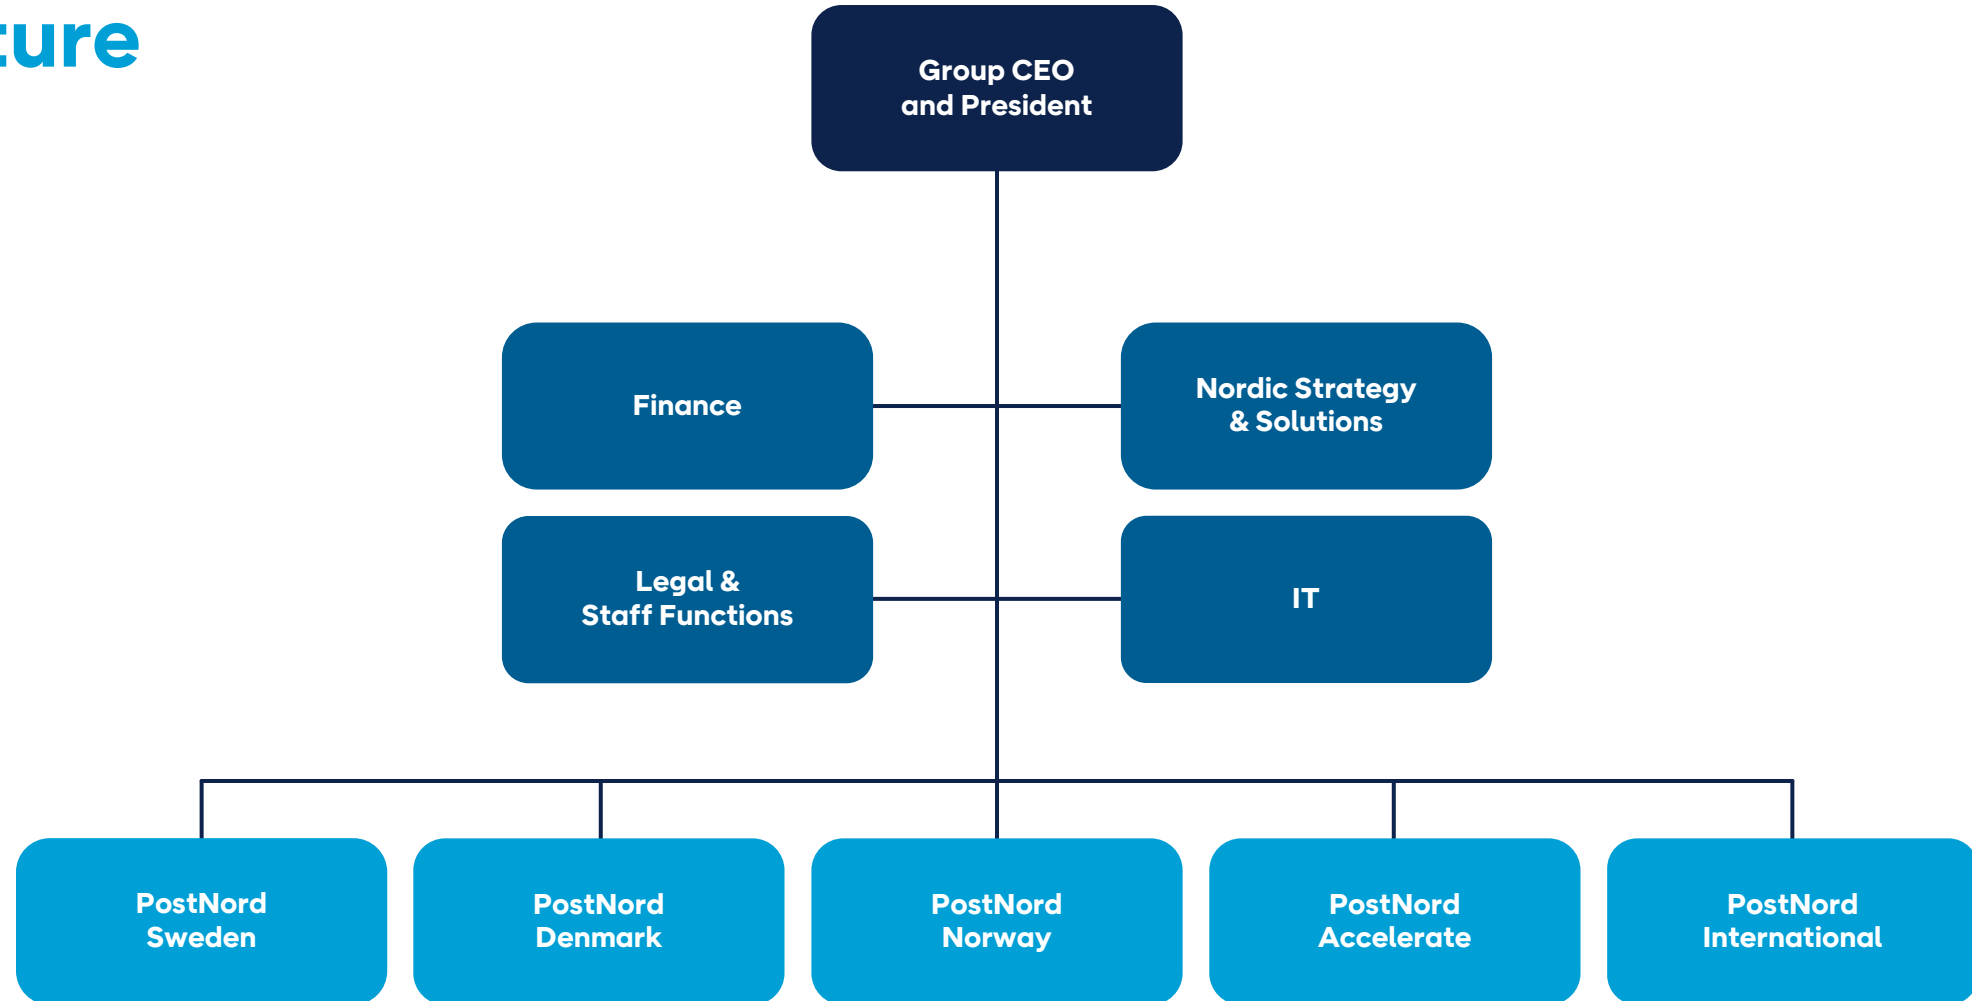 ture
Group CEO
and President
Finance
Nordic Strategy
& Solutions
Legal &
Staff Functions
IT
PostNord
Sweden
PostNord
Denmark
PostNord
Norway
PostNord
Accelerate
PostNord
International